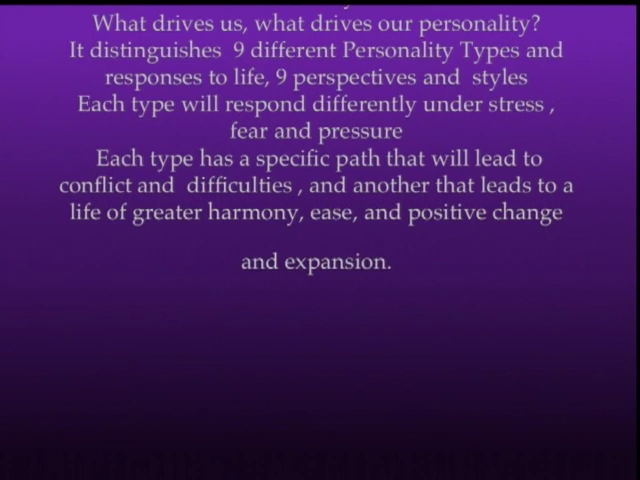 What drives us, what drives our personality?
It distinguishes  9 different Personality Types and
responses to life, 9 perspectives and  styles
Each type will respond differently under stress ,
fear and pressure
Each type has a specific path that will lead to
conflict and  difficulties , and another that leads to a
life of greater harmony, ease, and positive change
and expansion.